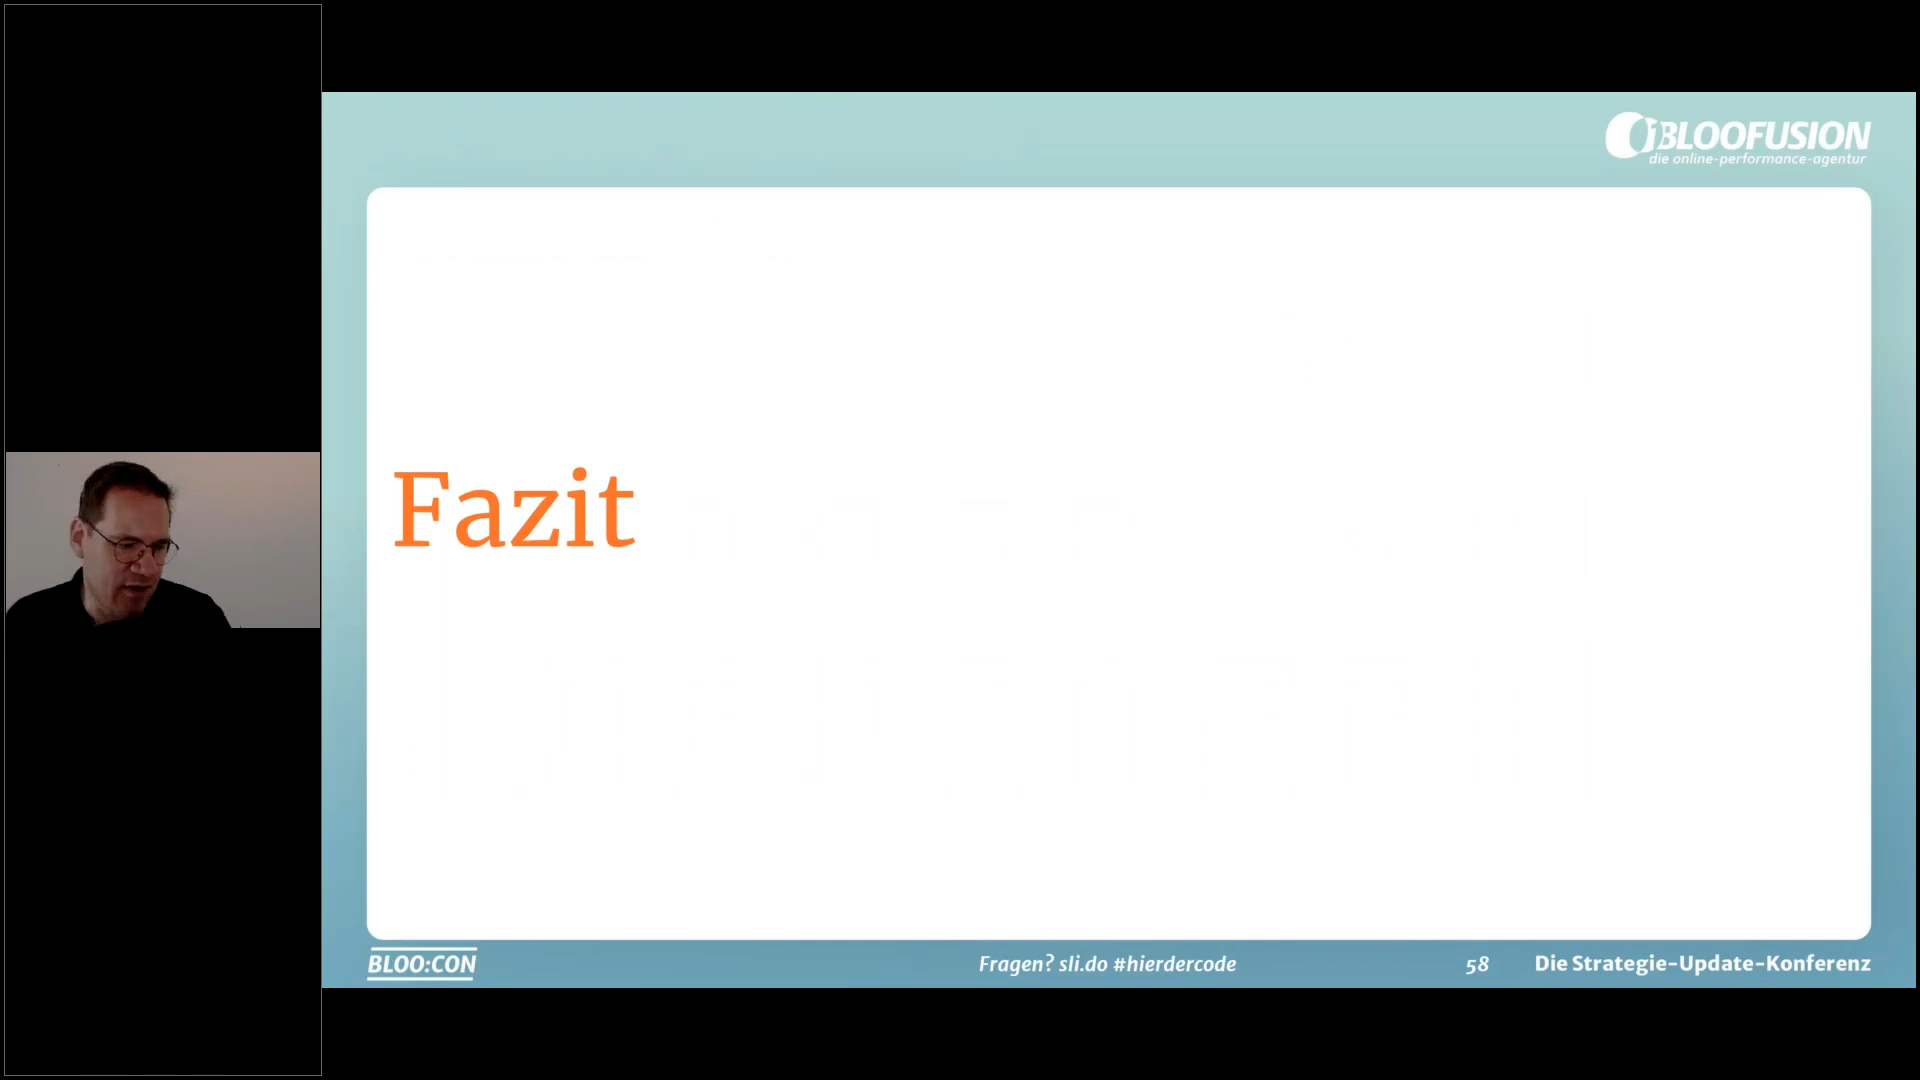 BLOOFUSION
die online-performance-agentur
Fazit
BLOO:CON
Fragen? sli.do #hierdercode
58
Die Strategie-Update-Konferenz